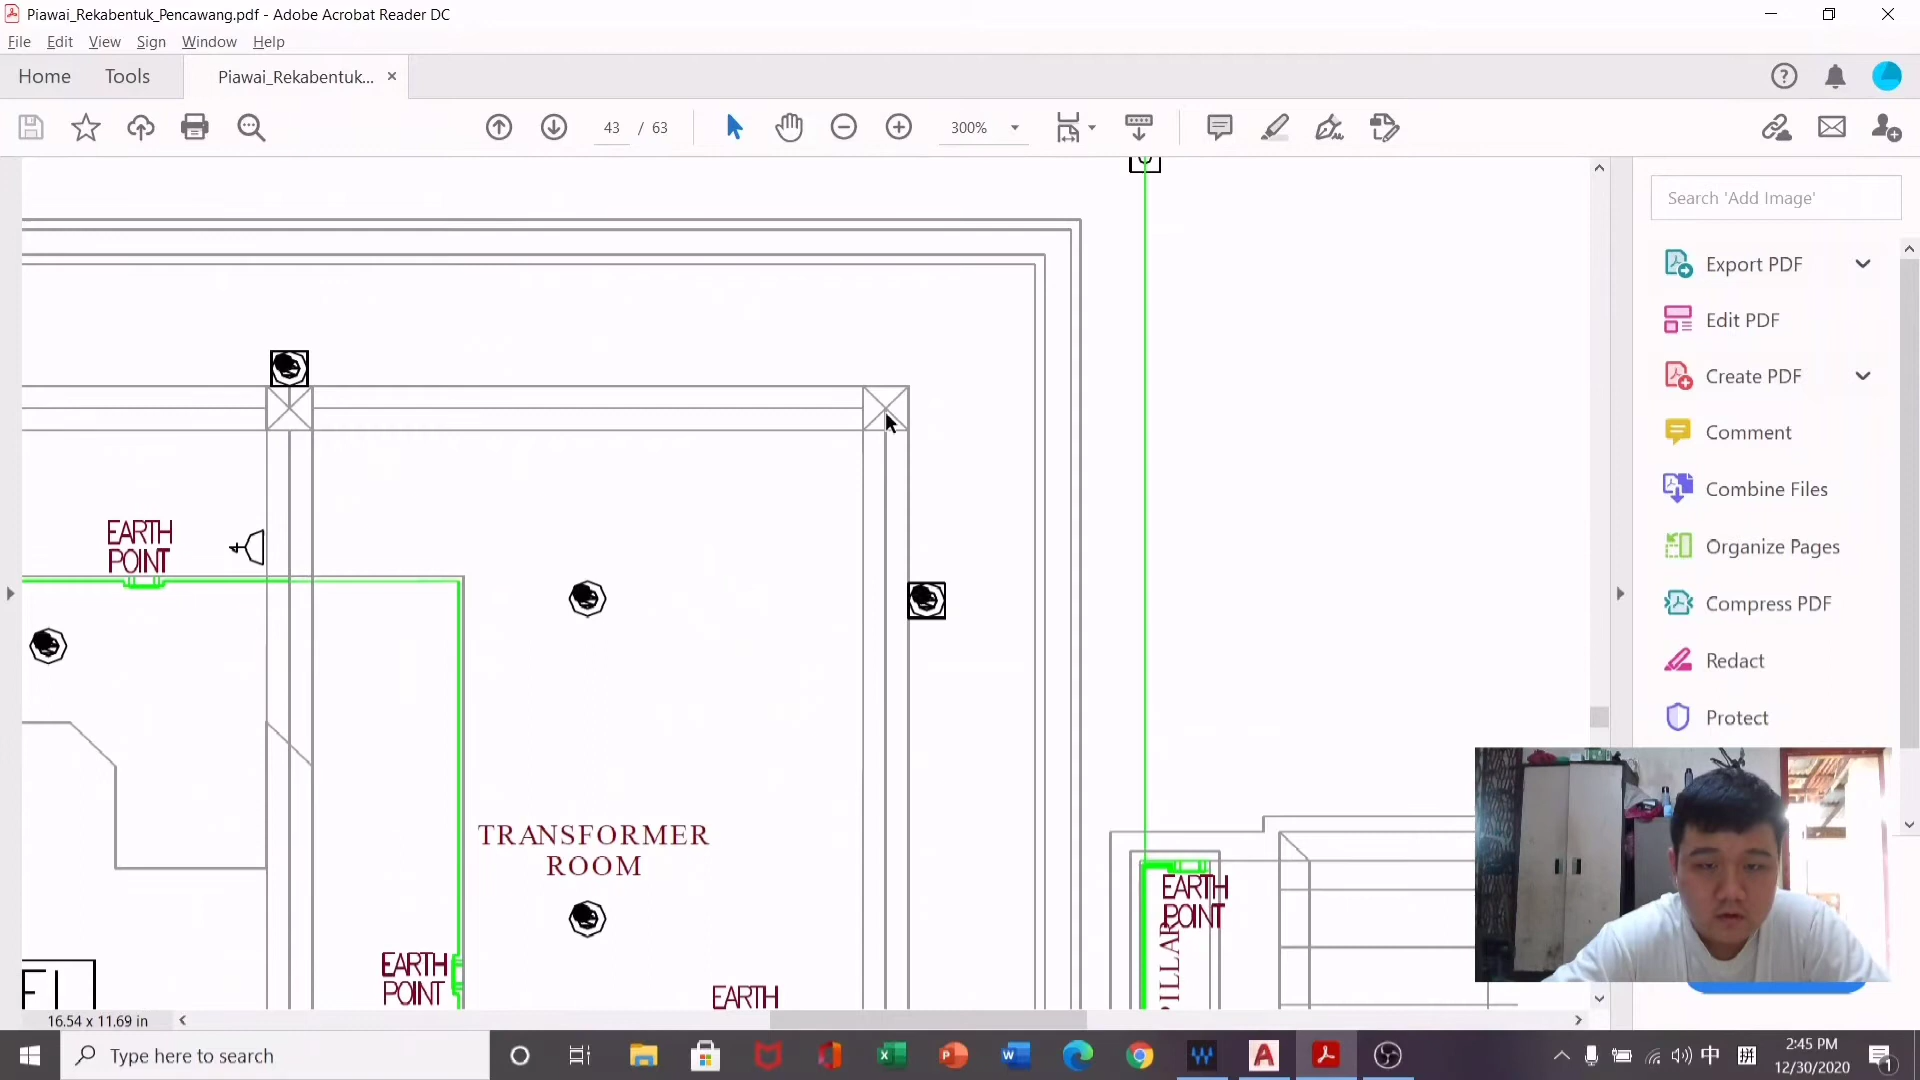 Piawai_Rekabentuk_Pencawang.pdf - Adobe Acrobat Reader DC
File Edit View Sign Window Help
Home Tools Piawai_Rekabentuk... ×
43 / 63 300%
Search 'Add Image'
Export PDF
Edit PDF
Create PDF
Comment
Combine Files
Organize Pages
Compress PDF
Redact
Protect
EARTH
POINT
TRANSFORMER
ROOM
EARTH
POINT
EARTH
EARTH
POINT
PILLAR
16.54 x 11.69 in
Type here to search
中 拼
2:45 PM
12/30/2020
1